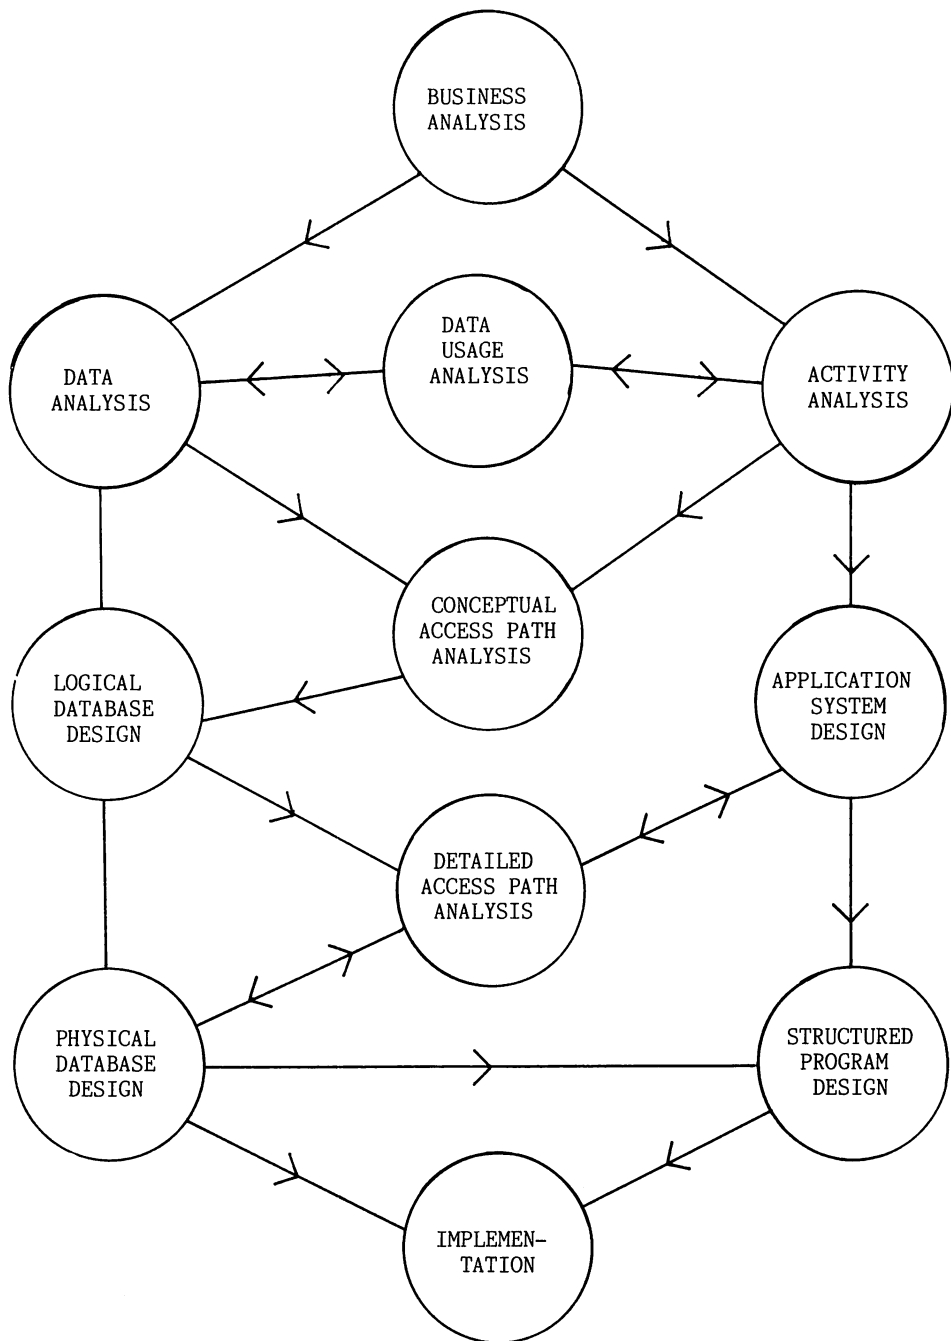 BUSINESS
ANALYSIS
DATA
USAGE
ANALYSIS
DATA
ANALYSIS
ACTIVITY
ANALYSIS
CONCEPTUAL
ACCESS PATH
ANALYSIS
LOGICAL
DATABASE
DESIGN
APPLICATION
SYSTEM
DESIGN
DETAILED
ACCESS PATH
ANALYSIS
PHYSICAL
DATABASE
DESIGN
STRUCTURED
PROGRAM
DESIGN
IMPLEMEN-
TATION